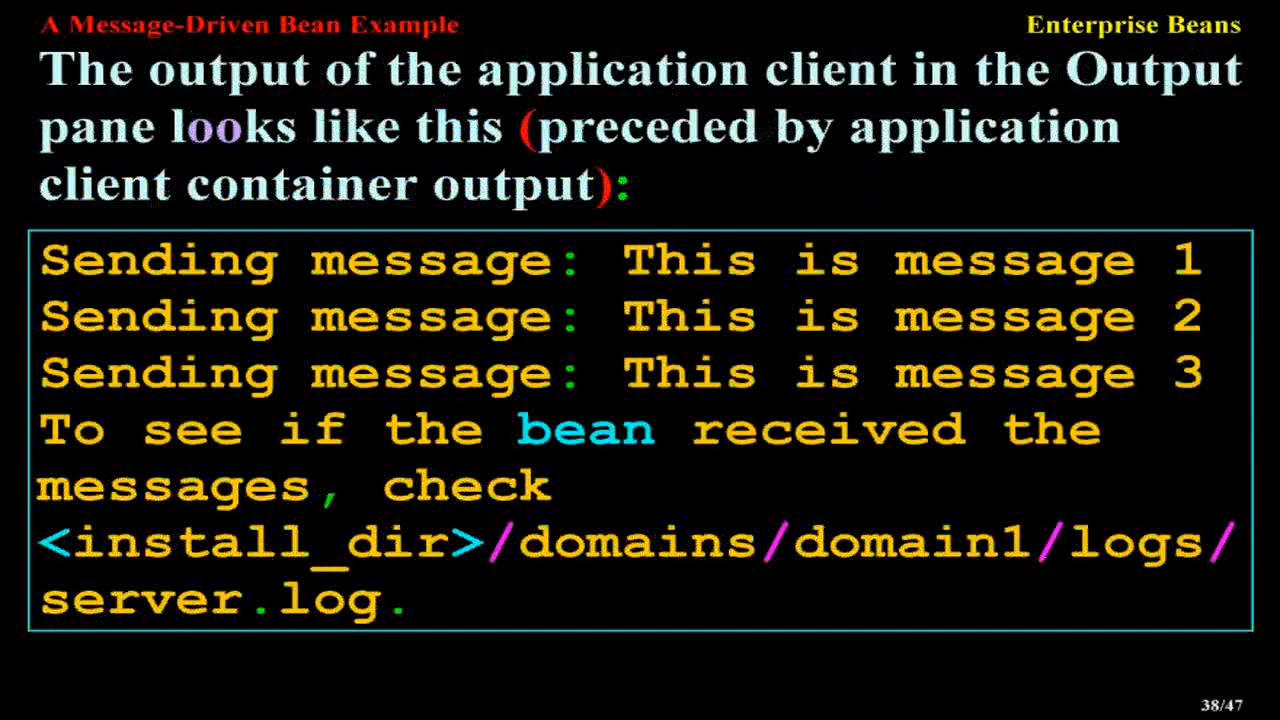 A Message-Driven Bean Example
Enterprise Beans
The output of the application client in the Output
pane looks like this (preceded by application
client container output):
Sending message: This is message 1
Sending message: This is message 2
Sending message: This is message 3
To see if the bean received the
messages, check
<install_dir>/domains/domain1/logs/
server.log.
38/47